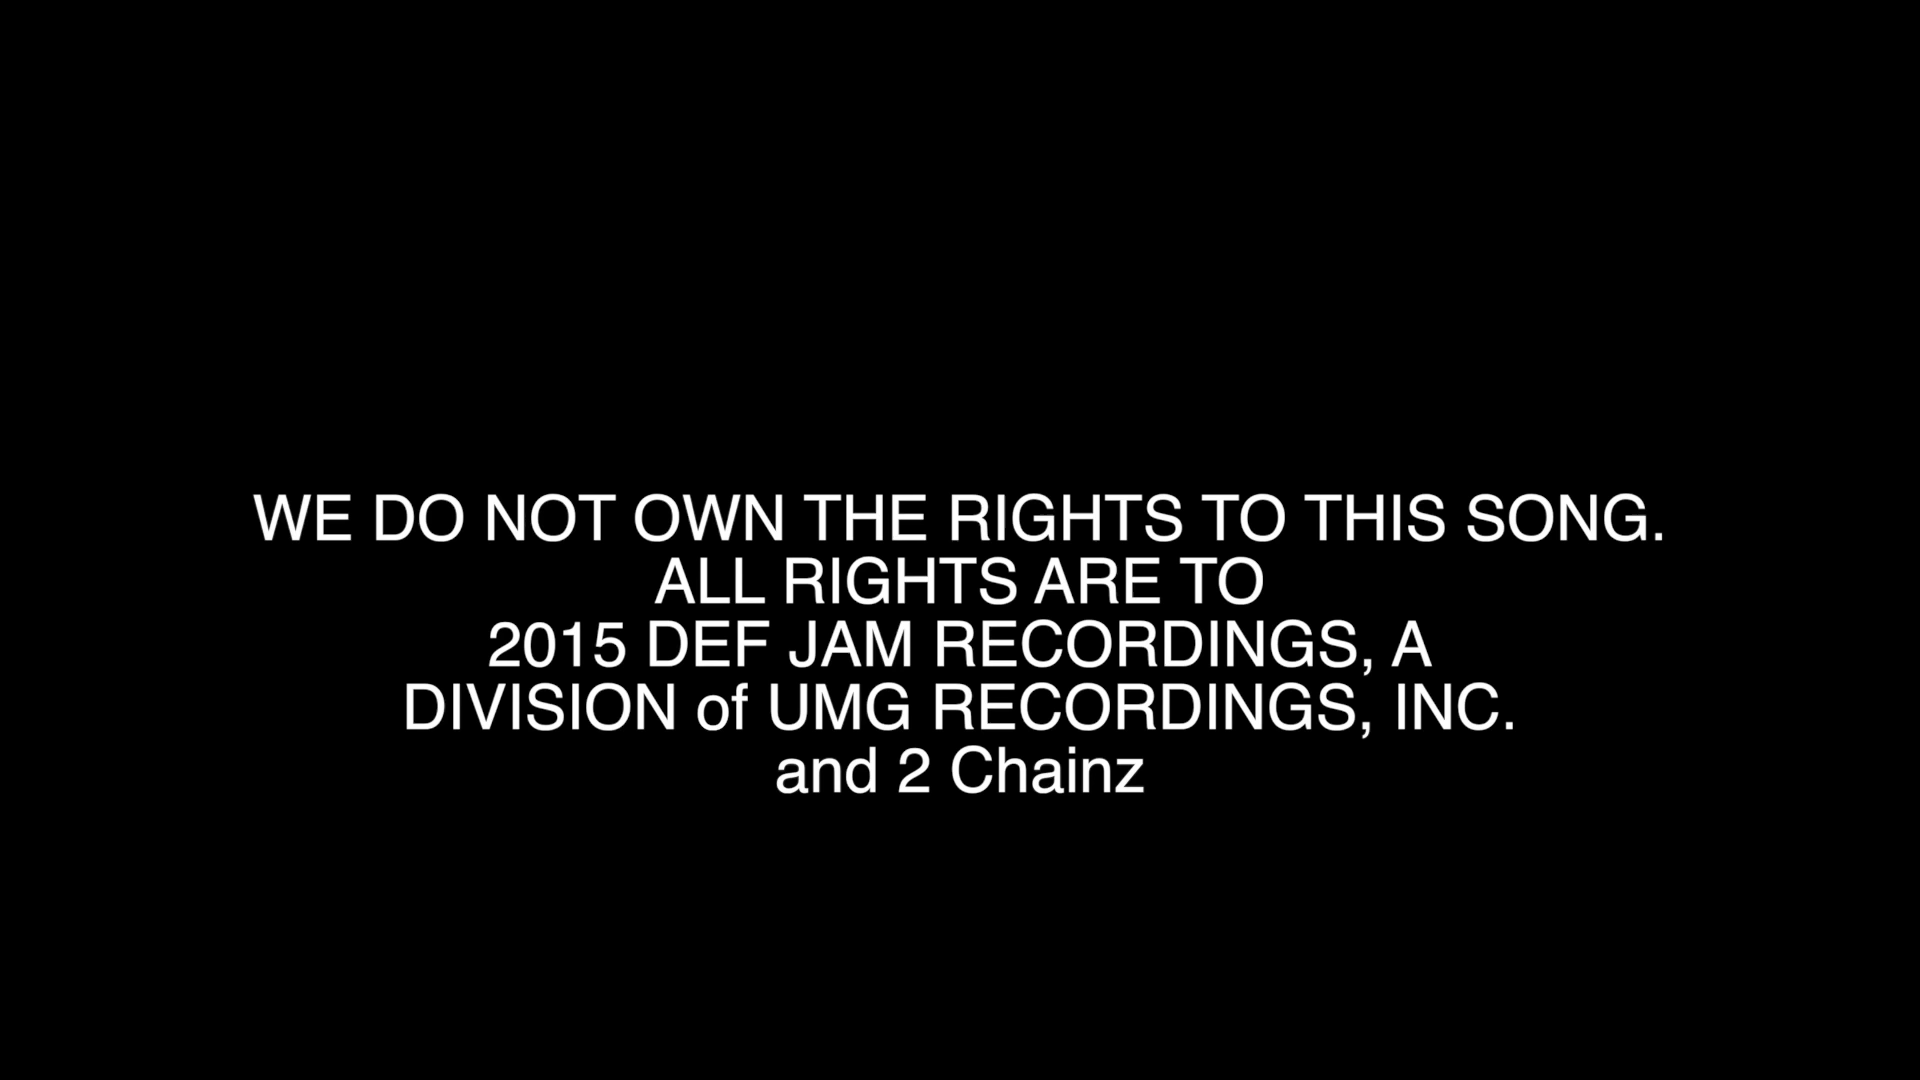 WE DO NOT OWN THE RIGHTS TO THIS SONG.
ALL RIGHTS ARE TO
2015 DEF JAM RECORDINGS, A
DIVISION of UMG RECORDINGS, INC.
and 2 Chainz